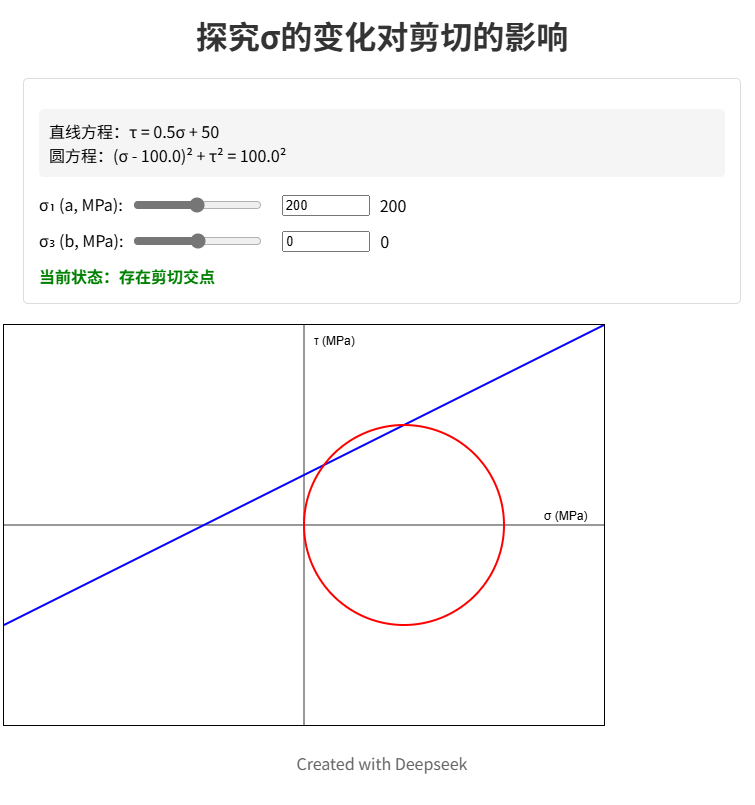 探究σ的变化对剪切的影响
直线方程：τ = 0.5σ + 50
圆方程：(σ - 100.0)² + τ² = 100.0²
σ₁ (a, MPa): 200 200
σ₃ (b, MPa): 0 0
当前状态：存在剪切交点
τ (MPa)
σ (MPa)
Created with Deepseek